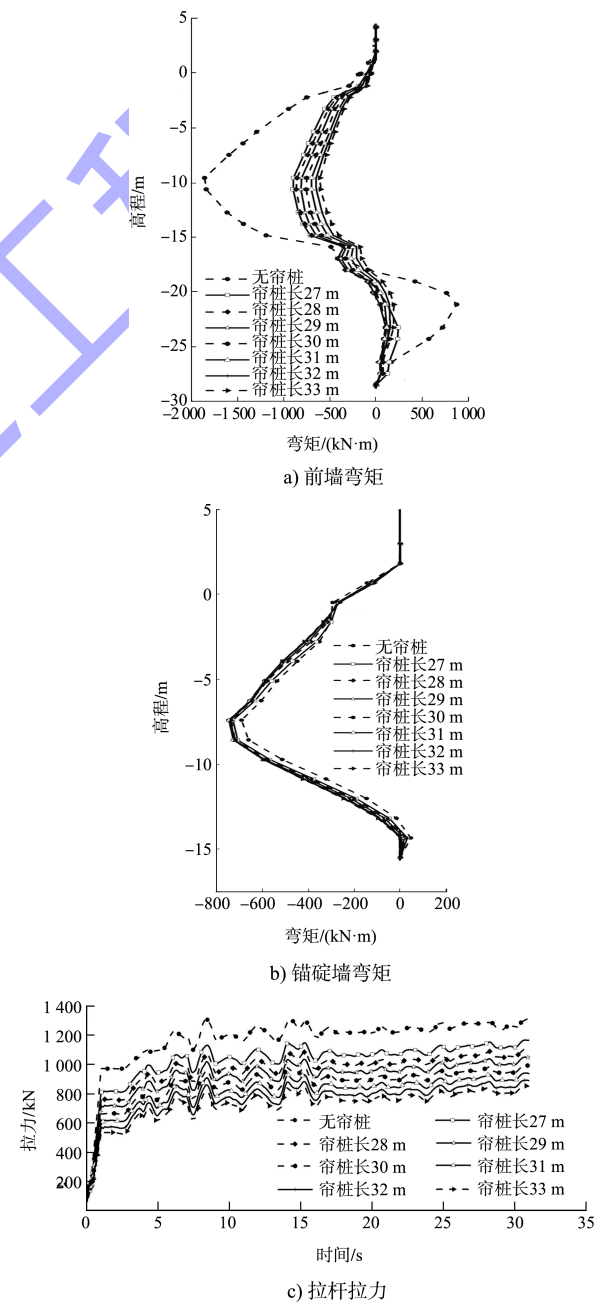 5
0
−5
−10
−15
−20
−25
−30
高程/m
无帘桩
帘桩长27 m
帘桩长28 m
帘桩长29 m
帘桩长30 m
帘桩长31 m
帘桩长32 m
帘桩长33 m
−2 000 −1 500 −1 000 −500 0 500 1 000
弯矩/(kN·m)
a) 前墙弯矩
5
0
−5
−10
−15
高程/m
无帘桩
帘桩长27 m
帘桩长28 m
帘桩长29 m
帘桩长30 m
帘桩长31 m
帘桩长32 m
帘桩长33 m
−800 −600 −400 −200 0 200
弯矩/(kN·m)
b) 锚碇墙弯矩
1 400
1 200
1 000
800
600
400
200
拉力/kN
无帘桩 帘桩长27 m
帘桩长28 m 帘桩长29 m
帘桩长30 m 帘桩长31 m
帘桩长32 m 帘桩长33 m
0 5 10 15 20 25 30 35
时间/s
c) 拉杆拉力